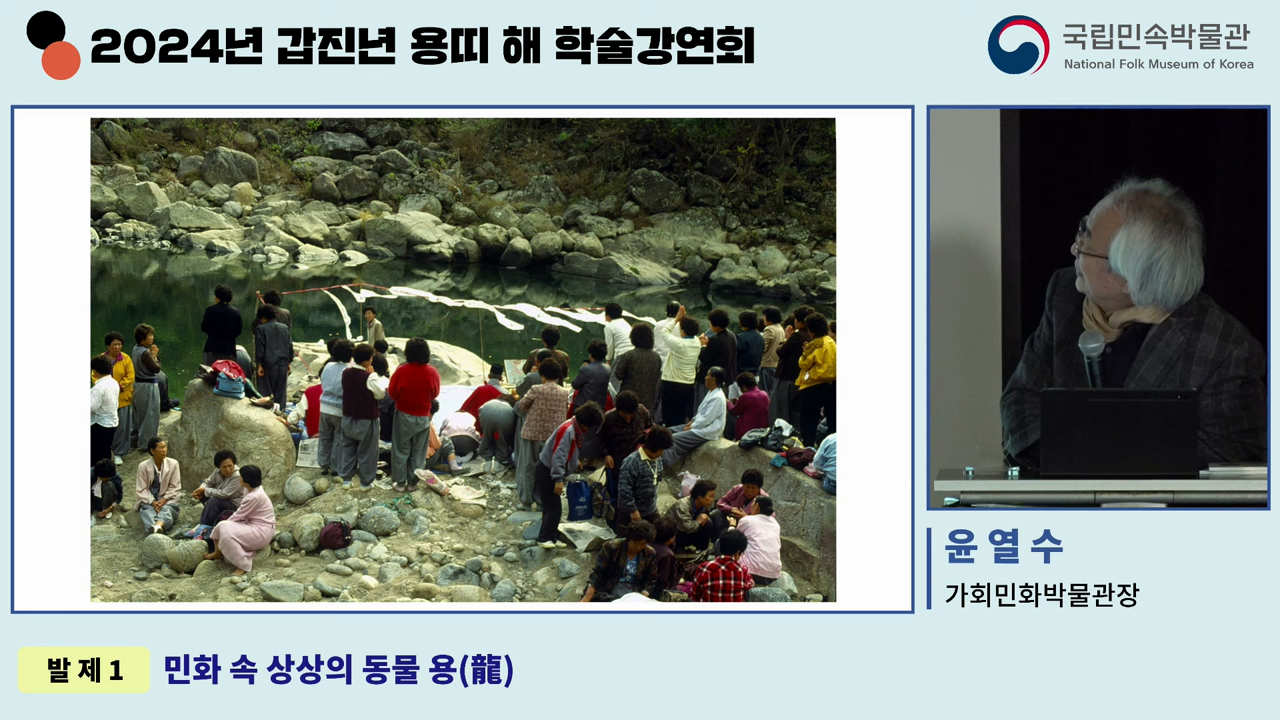 2024년 갑진년 용띠 해 학술강연회
국립민속박물관
National Folk Museum of Korea
윤열수
가회민화박물관장
발제1 민화 속 상상의 동물 용(龍)